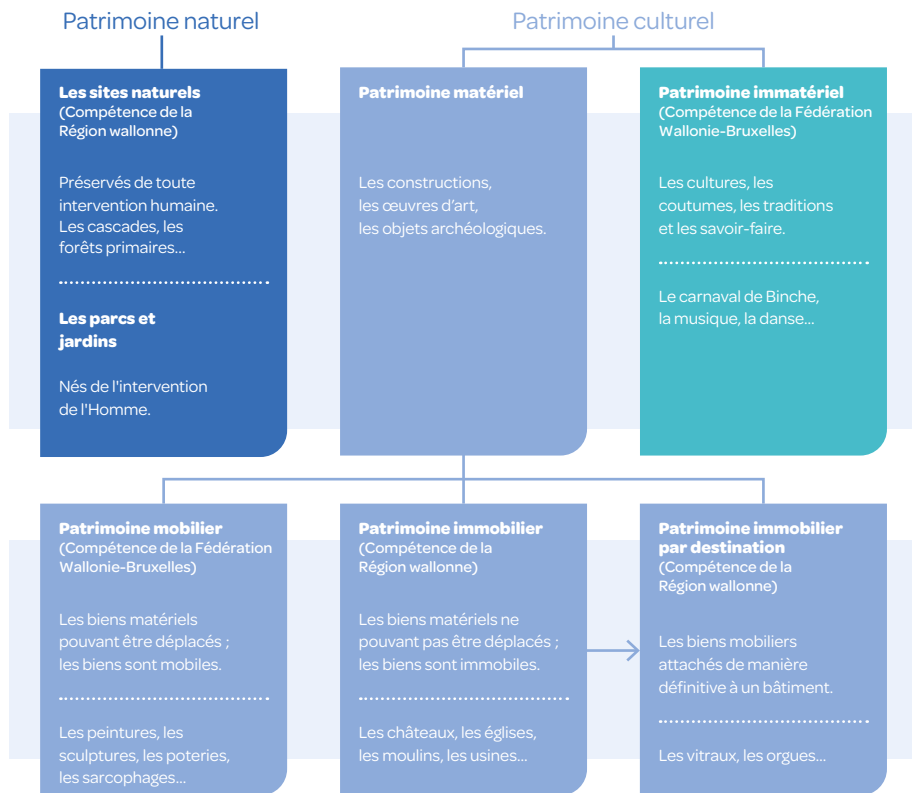 Patrimoine naturel
Patrimoine culturel
Les sites naturels
(Compétence de la
Région wallonne)
Préservés de toute
intervention humaine.
Les cascades, les
forêts primaires...
Les parcs et
jardins
Nés de l'intervention
de l'Homme.
Patrimoine matériel
Les constructions,
les œuvres d'art,
les objets archéologiques.
Patrimoine immatériel
(Compétence de la Fédération
Wallonie-Bruxelles)
Les cultures, les
coutumes, les traditions
et les savoir-faire.
Le carnaval de Binche,
la musique, la danse...
Patrimoine mobilier
(Compétence de la Fédération
Wallonie-Bruxelles)
Les biens matériels
pouvant être déplacés ;
les biens sont mobiles.
Les peintures, les
sculptures, les poteries,
les sarcophages...
Patrimoine immobilier
(Compétence de la
Région wallonne)
Les biens matériels ne
pouvant pas être déplacés ;
les biens sont immobiles.
Les châteaux, les églises,
les moulins, les usines...
Patrimoine immobilier
par destination
(Compétence de la
Région wallonne)
Les biens mobiliers
attachés de manière
définitive à un bâtiment.
Les vitraux, les orgues...